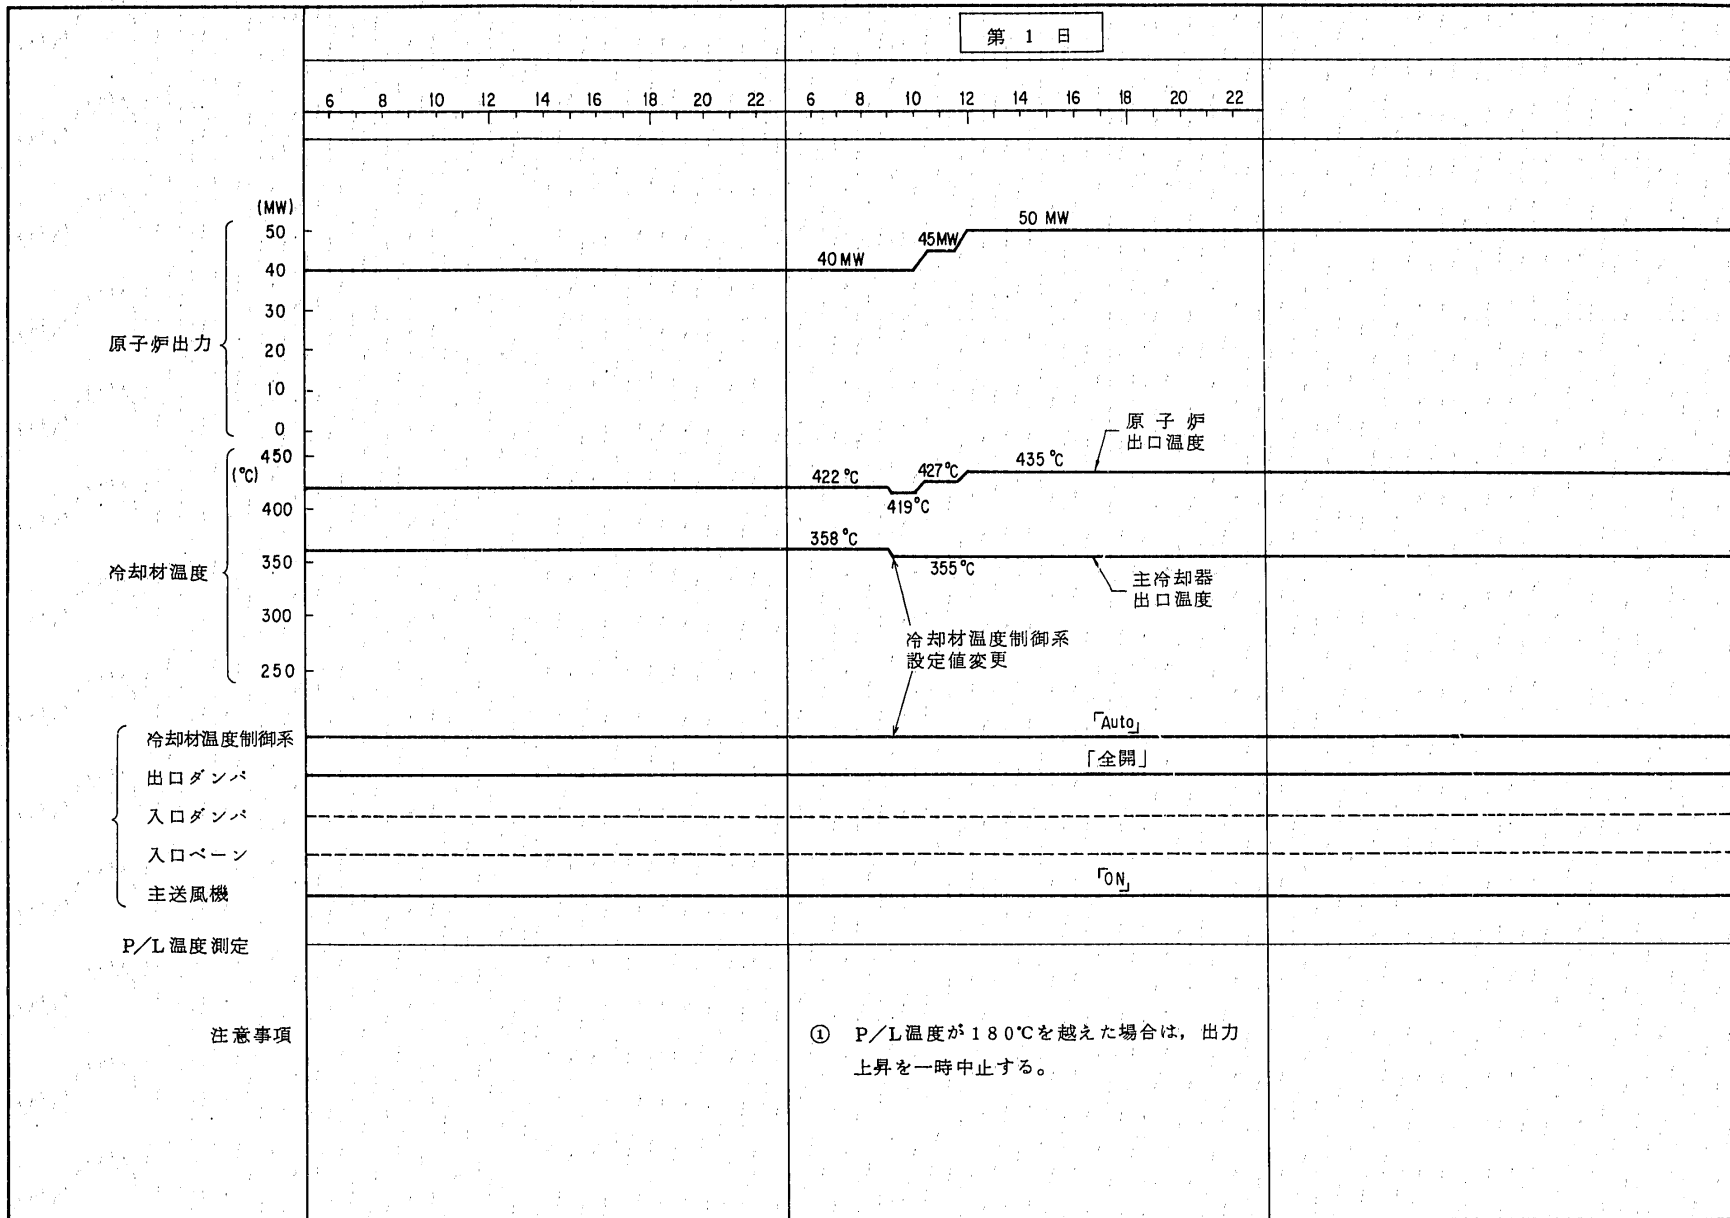 第 1 日
6 8 10 12 14 16 18 20 22 6 8 10 12 14 16 18 20 22
(MW)
50
40
30
20
10
0
原子炉出力
40MW
45MW
50 MW
450
(℃)
400
350
300
250
冷却材温度
422 ℃
419℃
427℃
435 ℃
原 子 炉
出口温度
358 ℃
355 ℃
主冷却器
出口温度
冷却材温度制御系
設定値変更
冷却材温度制御系
「Auto」
出口ダンパ
「全開」
入口ダンパ
入口ベーン
主送風機
「ON」
P/L温度測定
注意事項
① P/L温度が180℃を越えた場合は,出力
上昇を一時中止する。